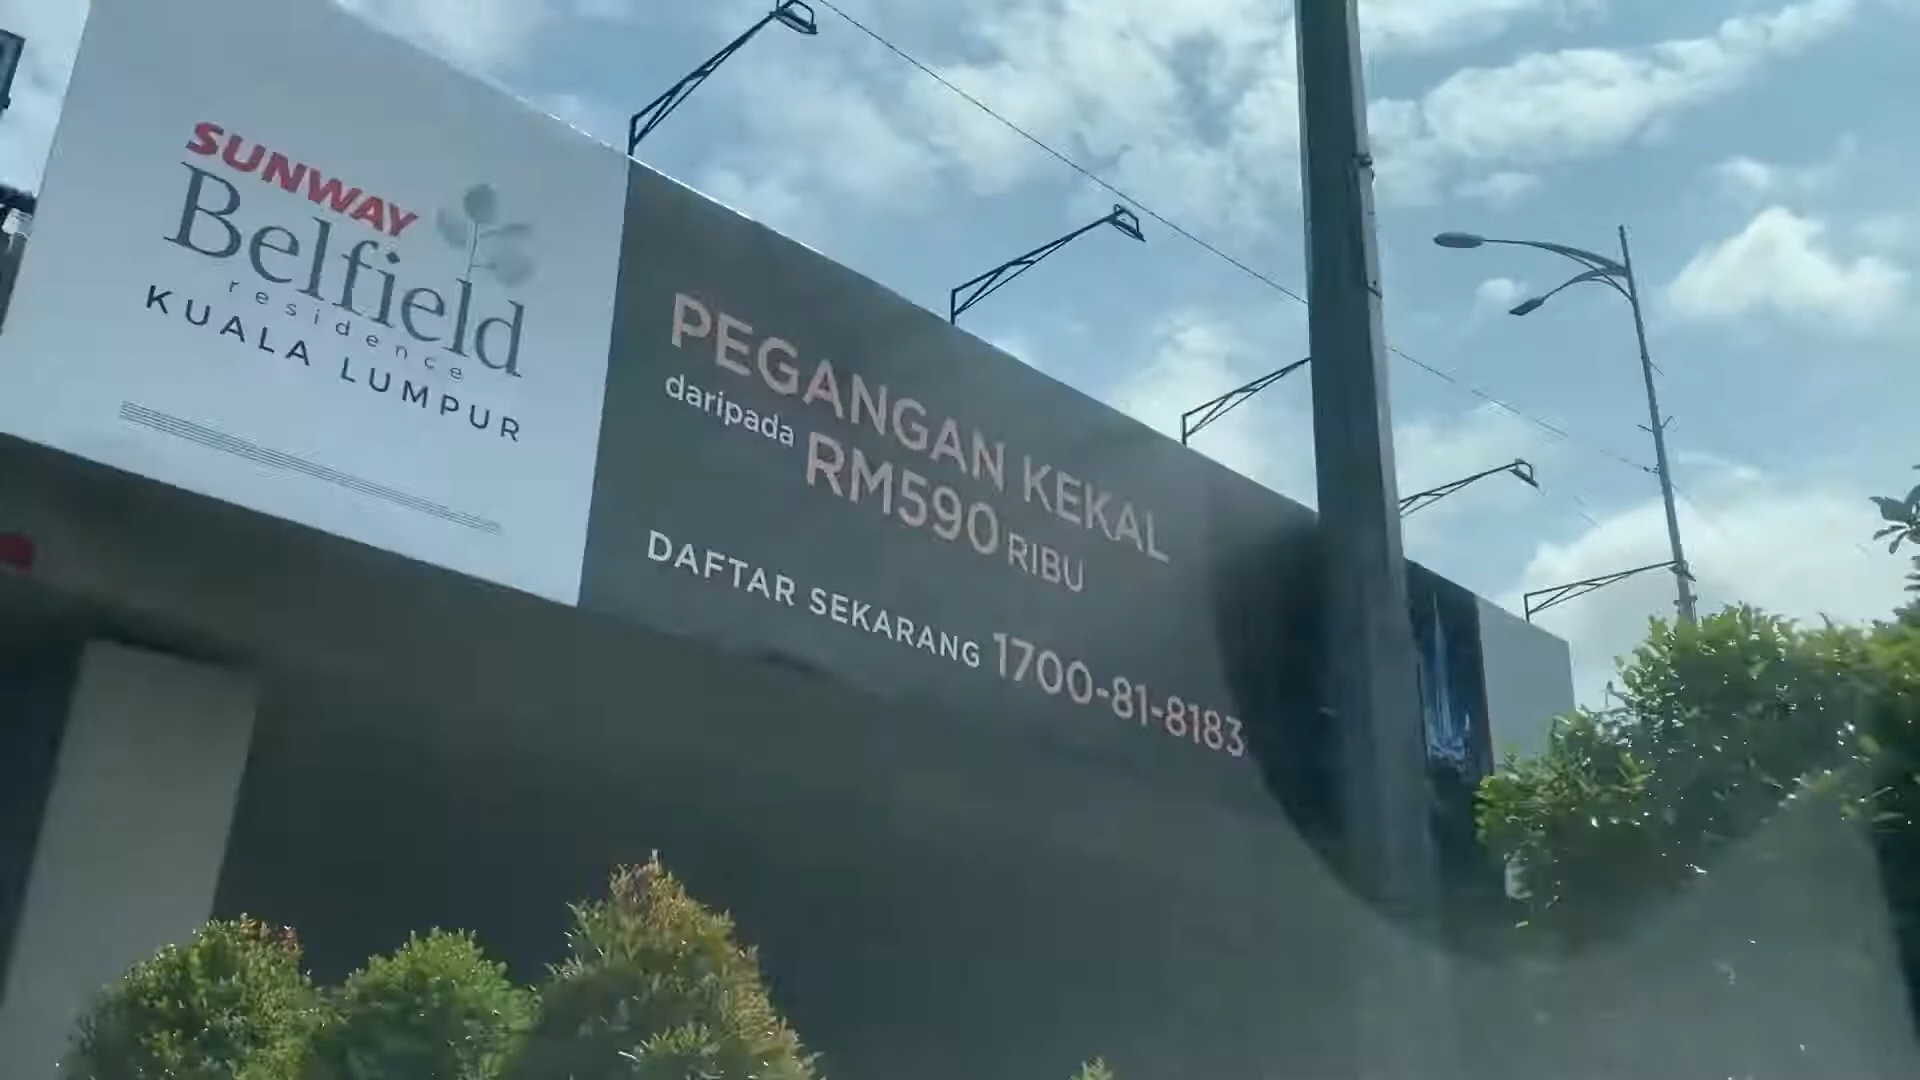 SUNWAY
Belfield
residence
KUALA LUMPUR
PEGANGAN KEKAL
daripada RM590 RIBU
DAFTAR SEKARANG 1700-81-8183